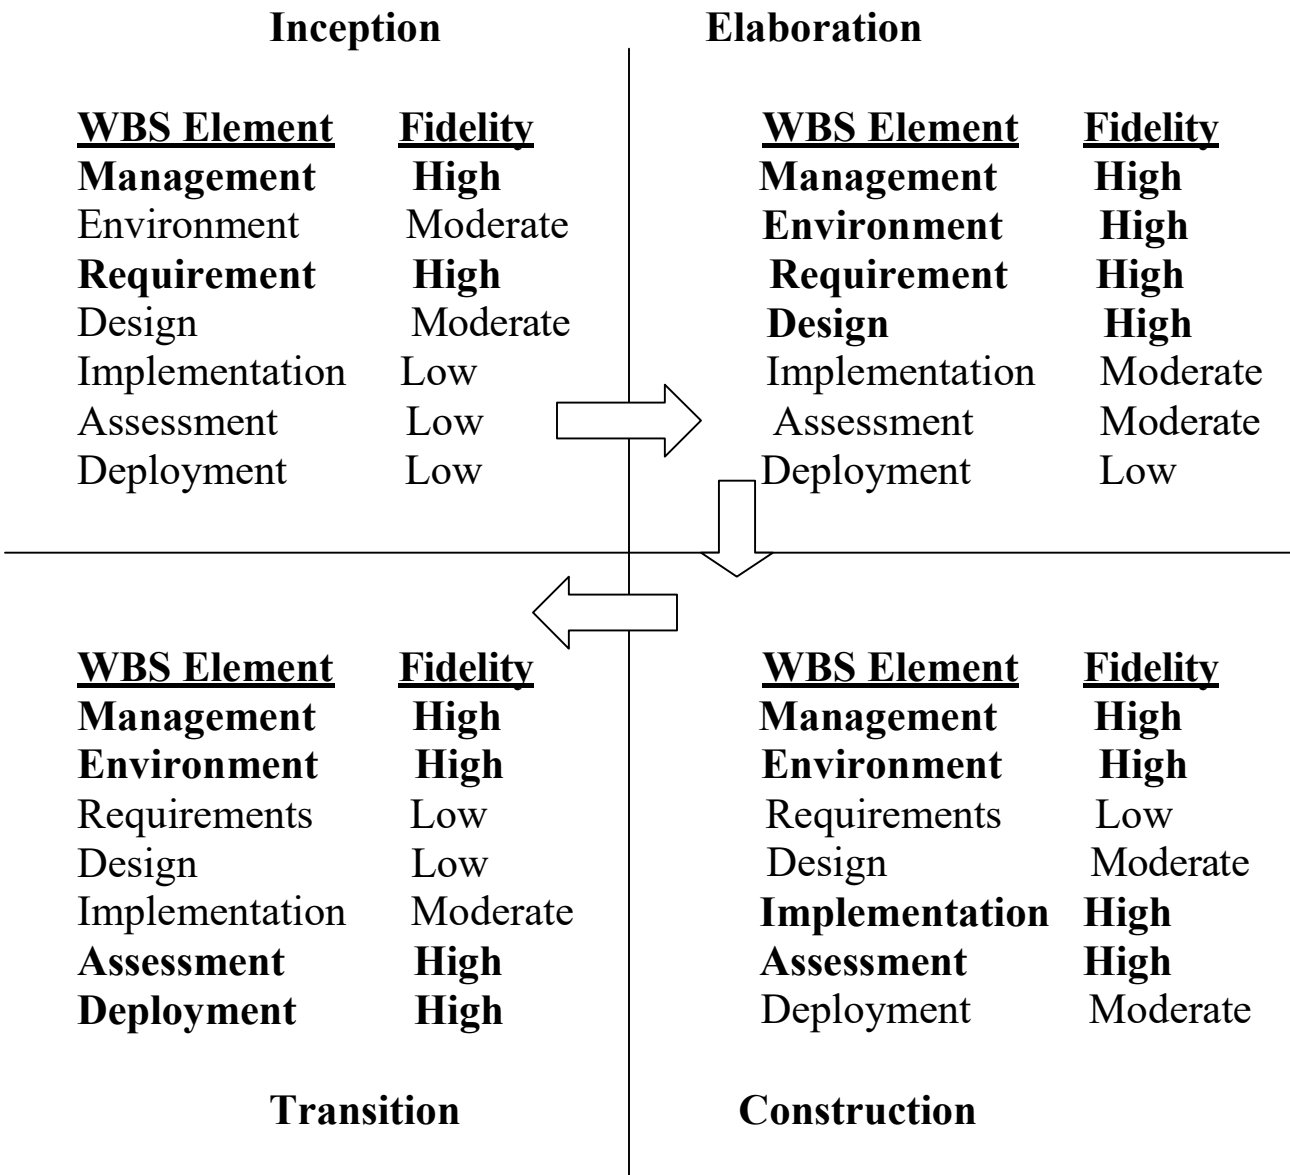 Inception
WBS Element Fidelity
Management High
Environment Moderate
Requirement High
Design Moderate
Implementation Low
Assessment Low
Deployment Low
Elaboration
WBS Element Fidelity
Management High
Environment High
Requirement High
Design High
Implementation Moderate
Assessment Moderate
Deployment Low
WBS Element Fidelity
Management High
Environment High
Requirements Low
Design Low
Implementation Moderate
Assessment High
Deployment High
Transition
WBS Element Fidelity
Management High
Environment High
Requirements Low
Design Moderate
Implementation High
Assessment High
Deployment Moderate
Construction